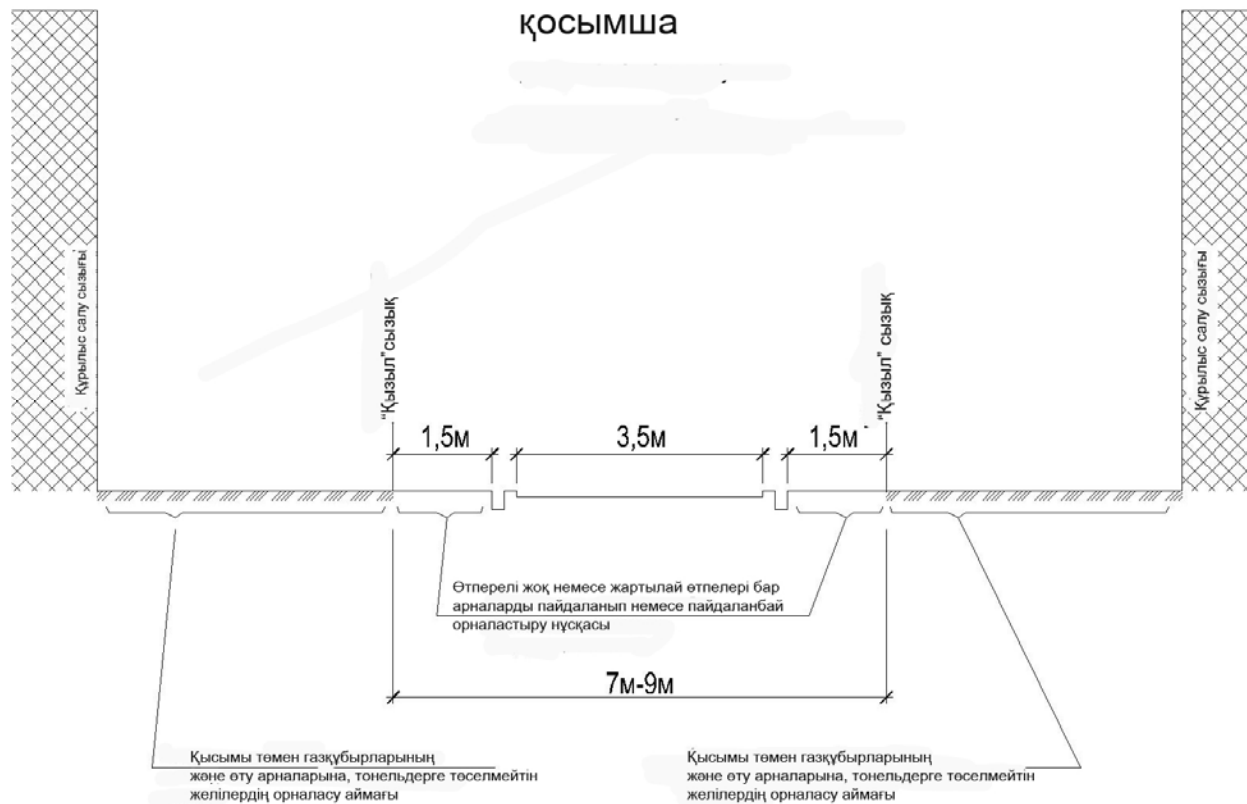 қосымша
Құрылыс салу сызығы
"Қызыл"сызық
"Қызыл" сызық
Құрылыс салу сызығы
1,5м
3,5м
1,5м
Өтперелі жоқ немесе жартылай өтпелері бар
арналарды пайдаланып немесе пайдаланбай
орналастыру нұсқасы
7м-9м
Қысымы төмен газқұбырларының
және өту арналарына, тонельдерге төселмейтін
желілердің орналасу аймағы
Қысымы төмен газқұбырларының
және өту арналарына, тонельдерге төселмейтін
желілердің орналасу аймағы